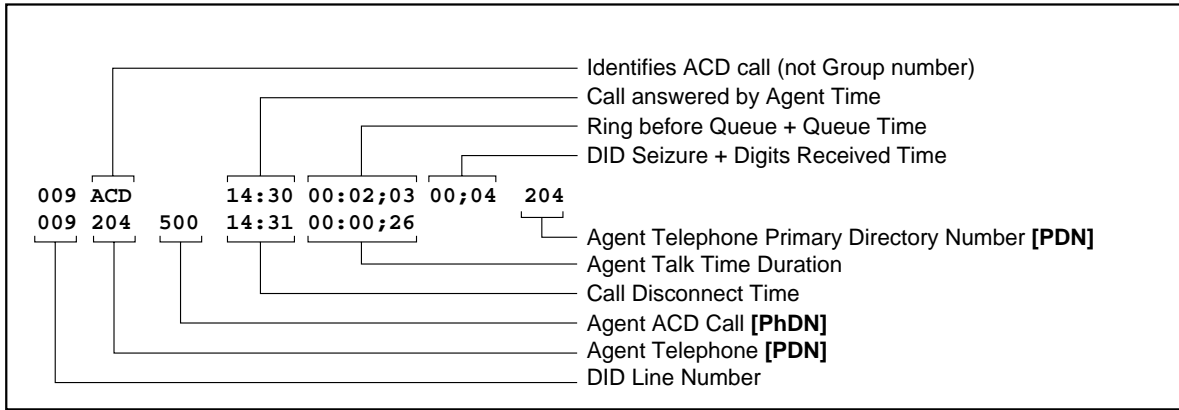 Identifies ACD call (not Group number)
Call answered by Agent Time
Ring before Queue + Queue Time
DID Seizure + Digits Received Time
009 ACD 14:30 00:02;03 00;04 204
009 204 500 14:31 00:00;26
Agent Telephone Primary Directory Number [PDN]
Agent Talk Time Duration
Call Disconnect Time
Agent ACD Call [PhDN]
Agent Telephone [PDN]
DID Line Number